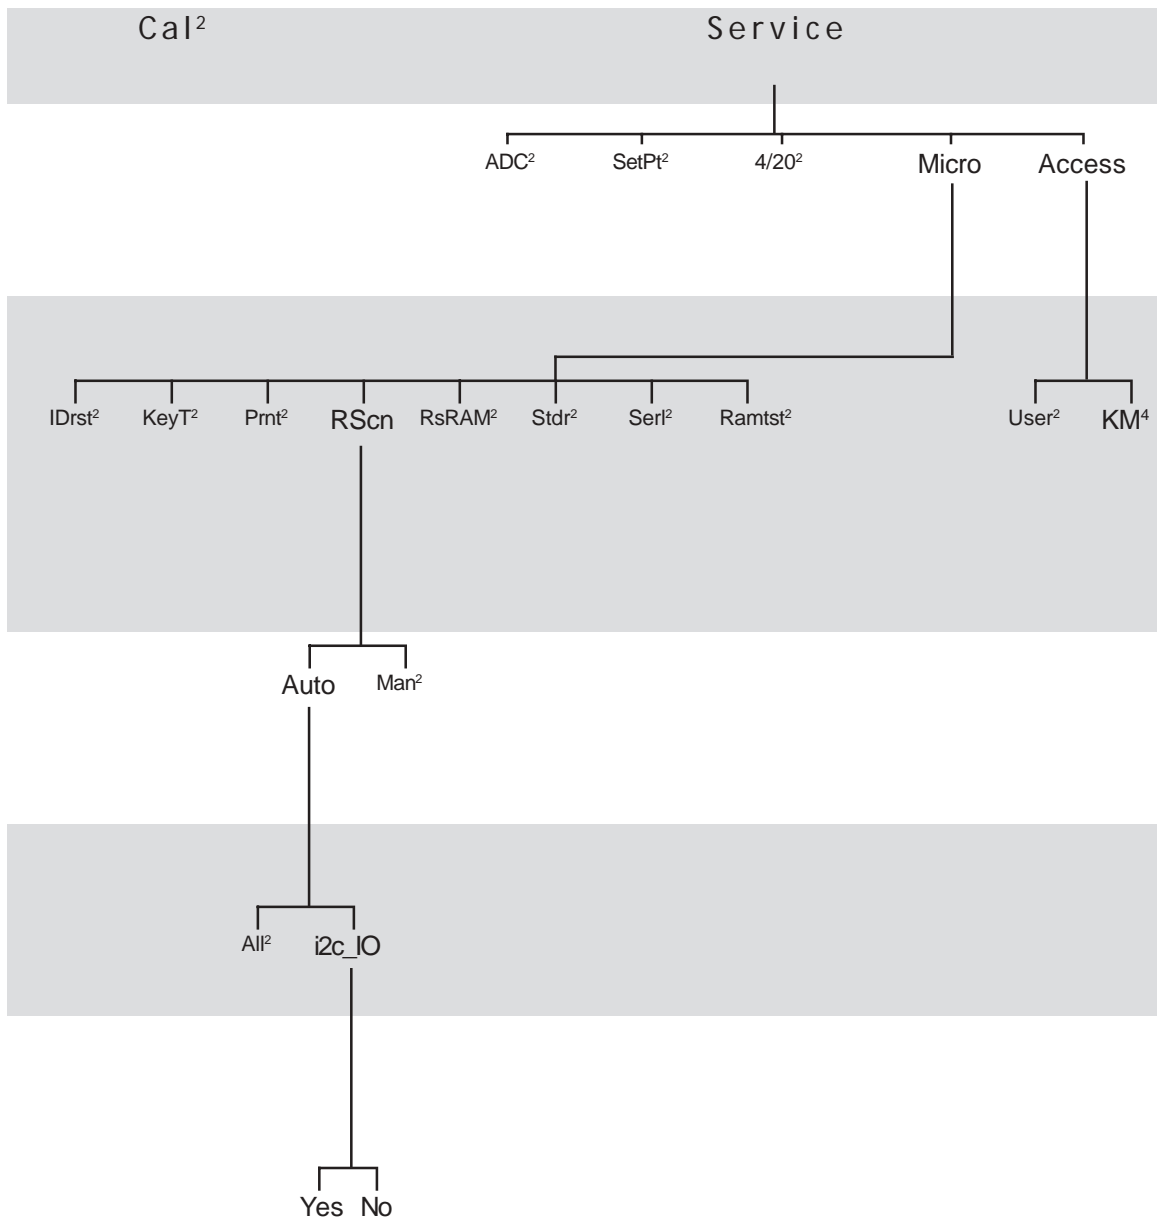 Cal² Service
ADC² SetPt² 4/20² Micro Access
IDrst² KeyT² Prnt² RScn RsRAM² Stdr² Serl² Ramtst² User² KM⁴
Auto Man²
All² i2c_IO
Yes No